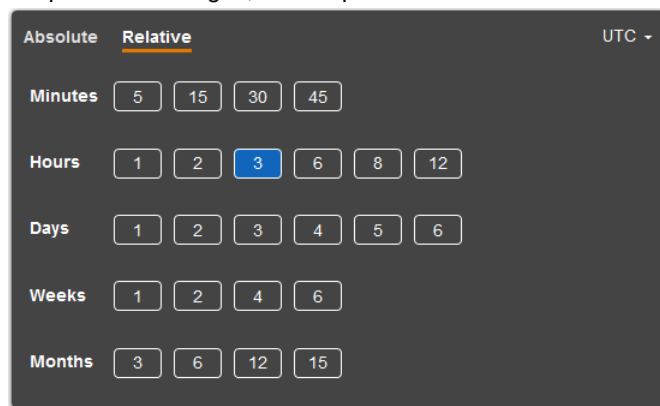 Absolute Relative UTC
Minutes 5 15 30 45
Hours 1 2 3 6 8 12
Days 1 2 3 4 5 6
Weeks 1 2 4 6
Months 3 6 12 15